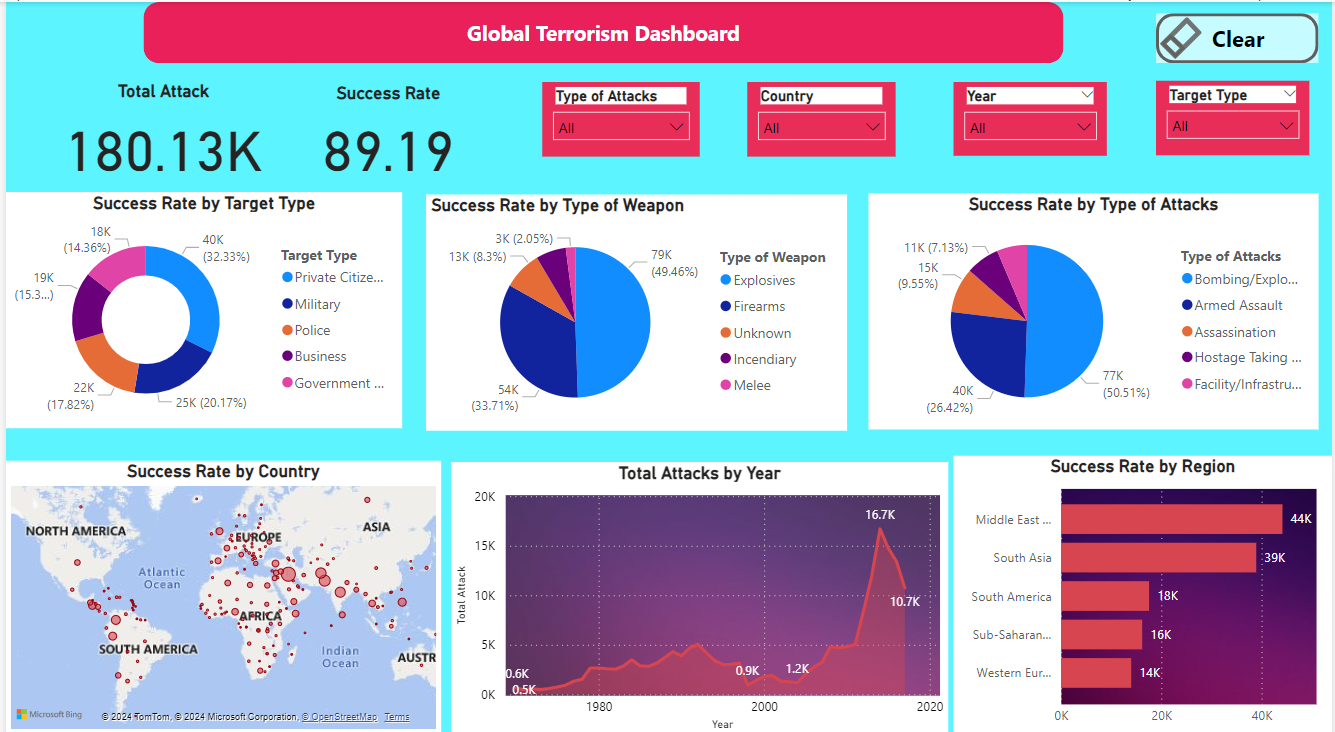 Global Terrorism Dashboard
Clear
Total Attack
180.13K
Success Rate
89.19
Type of Attacks
All
Country
All
Year
All
Target Type
All
Success Rate by Target Type
18K
(14.36%)
40K
(32.33%)
19K
(15.3...)
22K
(17.82%)
25K (20.17%)
Target Type
Private Citize...
Military
Police
Business
Government ...
Success Rate by Type of Weapon
3K (2.05%)
13K (8.3%)
79K
(49.46%)
54K
(33.71%)
Type of Weapon
Explosives
Firearms
Unknown
Incendiary
Melee
Success Rate by Type of Attacks
11K (7.13%)
15K
(9.55%)
40K
(26.42%)
77K
(50.51%)
Type of Attacks
Bombing/Explo...
Armed Assault
Assassination
Hostage Taking ...
Facility/Infrastru...
Success Rate by Country
NORTH AMERICA
EUROPE
ASIA
Atlantic
Ocean
AFRICA
SOUTH AMERICA
Indian
Ocean
AUSTR
Microsoft Bing
© 2024 TomTom, © 2024 Microsoft Corporation, © OpenStreetMap Terms
Total Attacks by Year
Total Attack
20K
15K
10K
5K
0K
0.6K
0.5K
0.9K
1.2K
16.7K
10.7K
1980
2000
2020
Year
Success Rate by Region
Middle East ...
44K
South Asia
39K
South America
18K
Sub-Saharan...
16K
Western Eur...
14K
0K
20K
40K